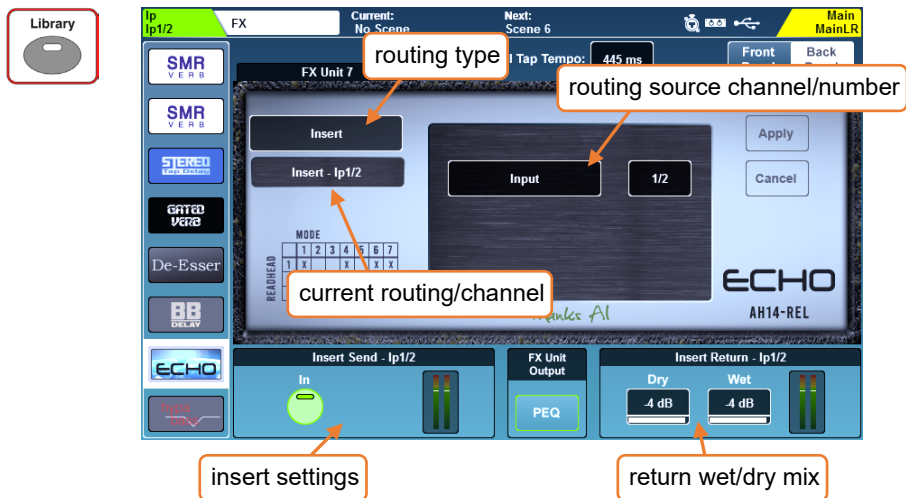 Library
Ip
Ip1/2
FX
Current:
No Scene
Next:
Scene 6
Main
MainLR
SMR
VERB
SMR
VERB
STEREO
Tap Delay
GATED
VERB
De-Esser
BB
DELAY
ECHO
FX Unit 7
routing type
Tap Tempo:
445 ms
Front
Back
routing source channel/number
Insert
Insert - Ip1/2
Input
1/2
Apply
Cancel
MODE
1 2 3 4 5 6 7
READHEAD
1 X X X X
current routing/channel
Thanks Al
ECHO
AH14-REL
Insert Send - Ip1/2
In
FX Unit
Output
PEQ
Insert Return - Ip1/2
Dry
Wet
-4 dB
-4 dB
insert settings
return wet/dry mix